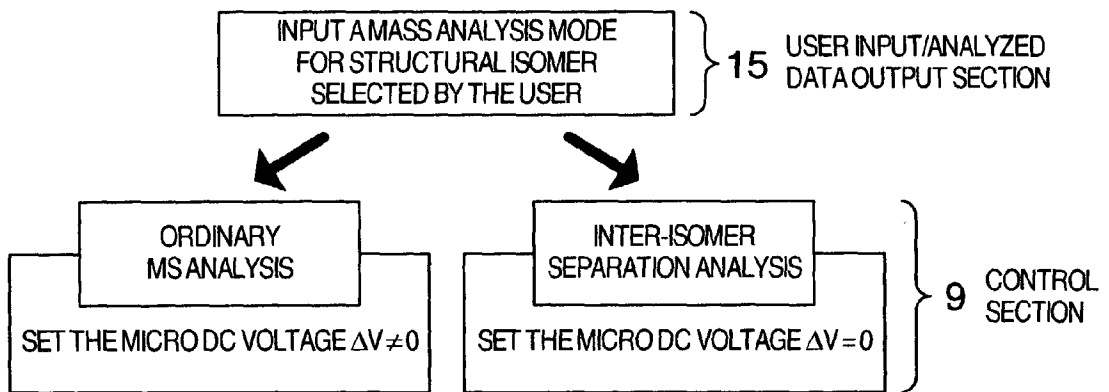 INPUT A MASS ANALYSIS MODE
FOR STRUCTURAL ISOMER
SELECTED BY THE USER
15 USER INPUT/ANALYZED
DATA OUTPUT SECTION
ORDINARY
MS ANALYSIS
SET THE MICRO DC VOLTAGE ΔV≠0
INTER-ISOMER
SEPARATION ANALYSIS
SET THE MICRO DC VOLTAGE ΔV=0
9 CONTROL
SECTION